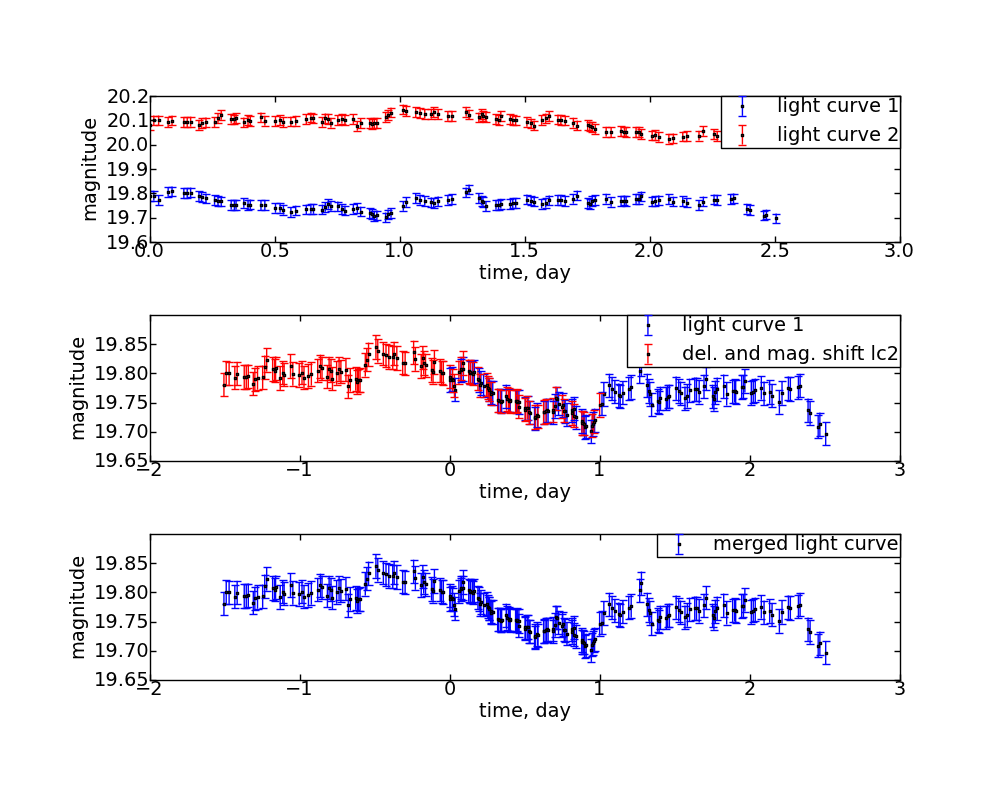 20.2
20.1
20.0
19.9
19.8
19.7
19.6
magnitude
light curve 1
light curve 2
0.0 0.5 1.0 1.5 2.0 2.5 3.0
time, day
19.85
19.80
19.75
19.70
19.65
magnitude
light curve 1
del. and mag. shift lc2
−2 −1 0 1 2 3
time, day
19.85
19.80
19.75
19.70
19.65
magnitude
merged light curve
−2 −1 0 1 2 3
time, day